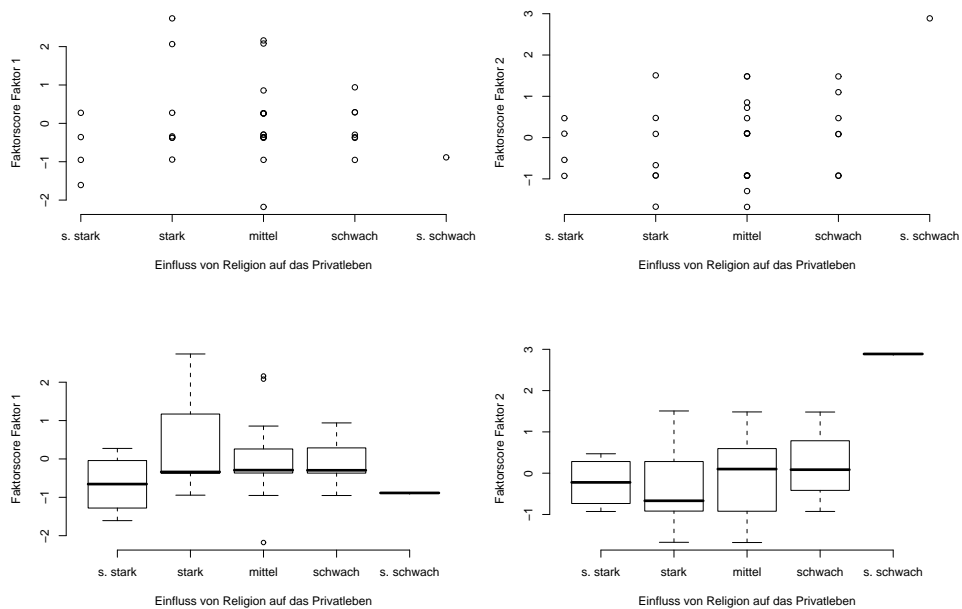 Faktorscore Faktor 1
2
1
0
−1
−2
s. stark stark mittel schwach s. schwach
Einfluss von Religion auf das Privatleben
Faktorscore Faktor 2
3
2
1
0
−1
s. stark stark mittel schwach s. schwach
Einfluss von Religion auf das Privatleben
Faktorscore Faktor 1
2
1
0
−1
−2
s. stark stark mittel schwach s. schwach
Einfluss von Religion auf das Privatleben
Faktorscore Faktor 2
3
2
1
0
−1
s. stark stark mittel schwach s. schwach
Einfluss von Religion auf das Privatleben